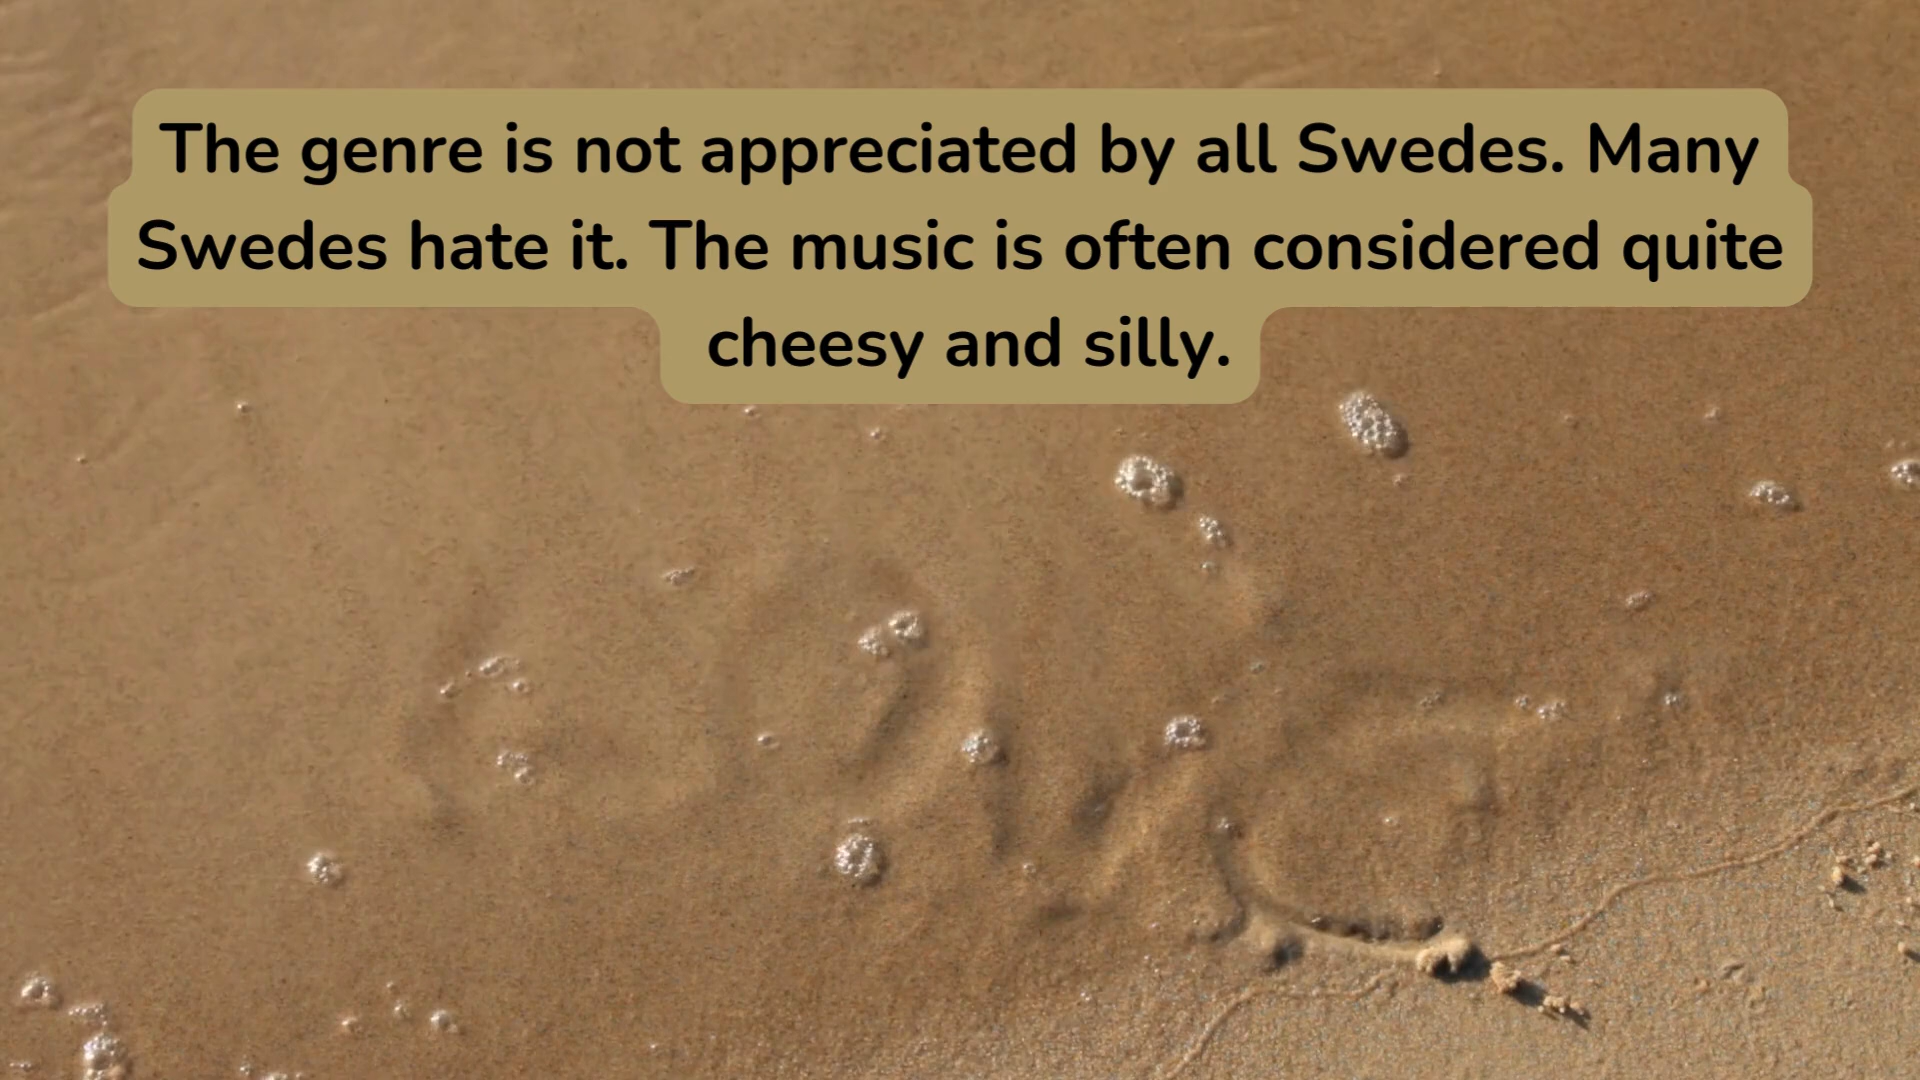 The genre is not appreciated by all Swedes. Many
Swedes hate it. The music is often considered quite
cheesy and silly.